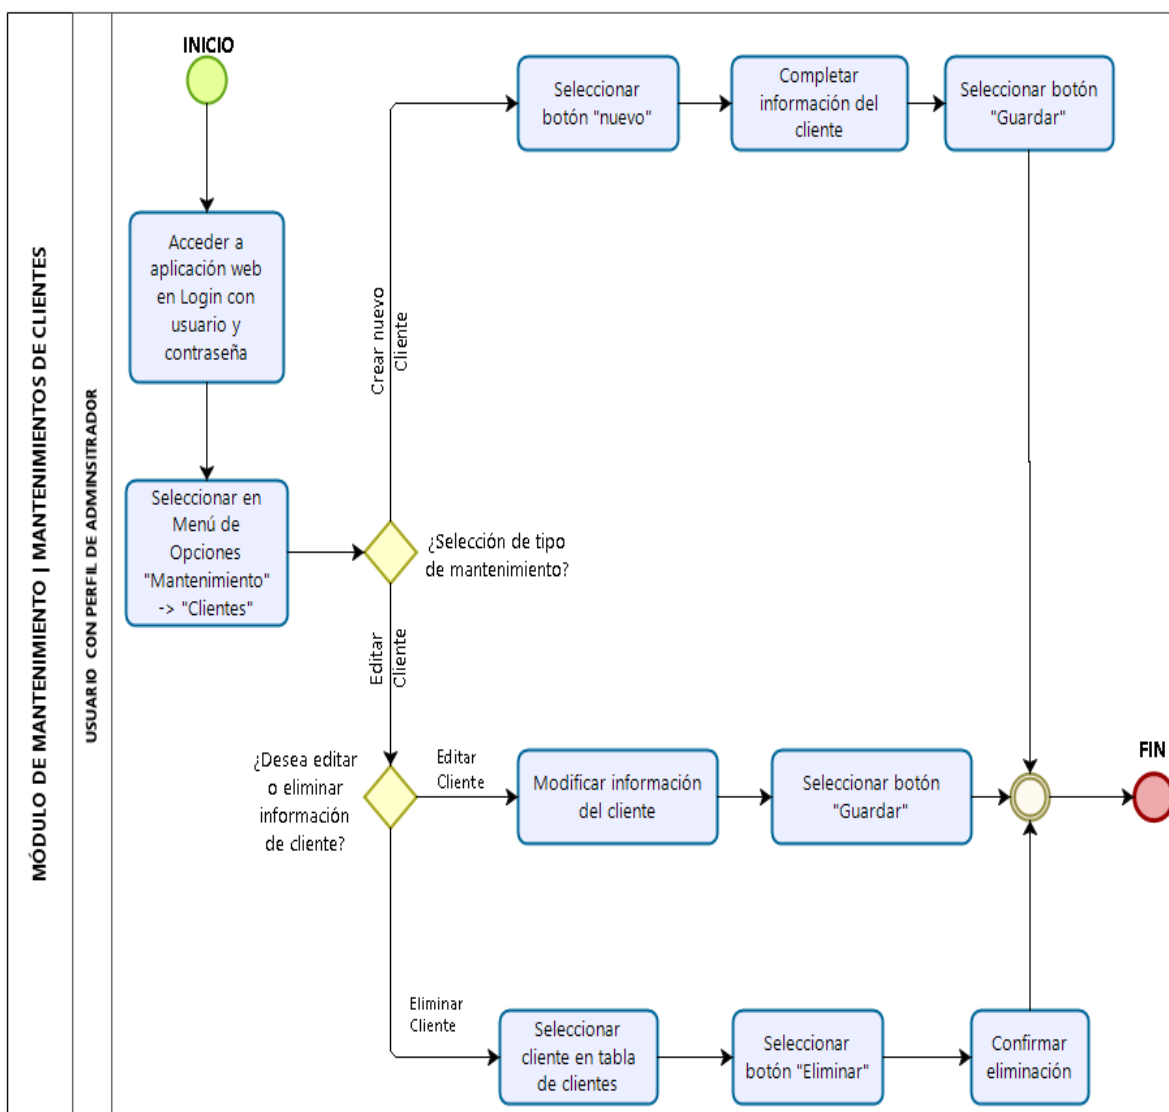 MÓDULO DE MANTENIMIENTO | MANTENIMIENTOS DE CLIENTES
USUARIO CON PERFIL DE ADMINSITRADOR
INICIO
Acceder a
aplicación web
en Login con
usuario y
contraseña
Seleccionar en
Menú de
Opciones
"Mantenimiento"
-> "Clientes"
¿Selección de tipo
de mantenimiento?
Crear nuevo
Cliente
Seleccionar
botón "nuevo"
Completar
información del
cliente
Seleccionar botón
"Guardar"
Editar
Cliente
¿Desea editar
o eliminar
información
de cliente?
Editar
Cliente
Modificar información
del cliente
Seleccionar botón
"Guardar"
FIN
Eliminar
Cliente
Seleccionar
cliente en tabla
de clientes
Seleccionar
botón "Eliminar"
Confirmar
eliminación